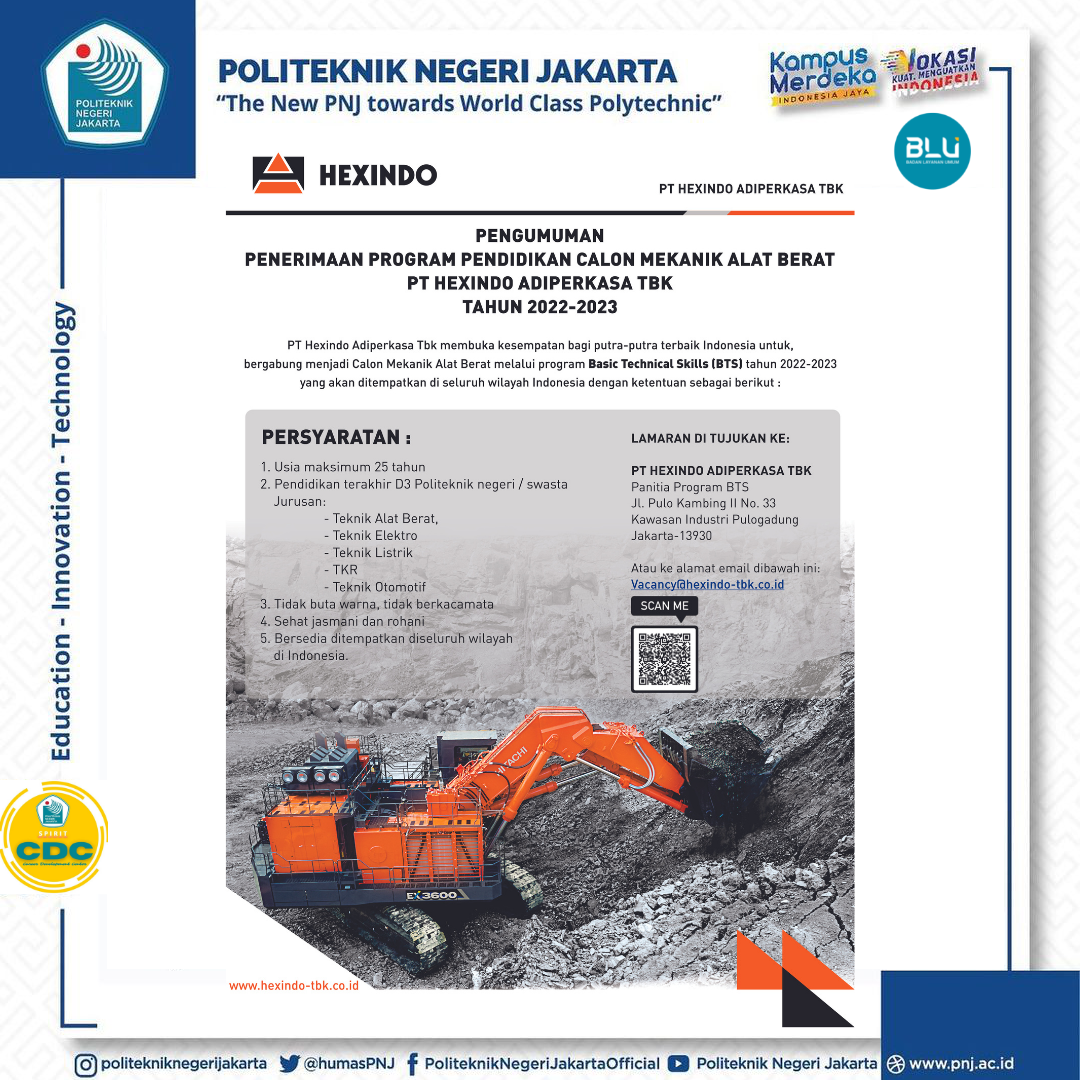 POLITEKNIK
NEGERI
JAKARTA
POLITEKNIK NEGERI JAKARTA
“The New PNJ towards World Class Polytechnic”
Kampus
Merdeka
INDONESIA JAYA
VOKASI
KUAT, MENGUATKAN
INDONESIA
BLU
BADAN LAYANAN UMUM
HEXINDO
PT HEXINDO ADIPERKASA TBK
PENGUMUMAN
PENERIMAAN PROGRAM PENDIDIKAN CALON MEKANIK ALAT BERAT
PT HEXINDO ADIPERKASA TBK
TAHUN 2022-2023
PT Hexindo Adiperkasa Tbk membuka kesempatan bagi putra-putra terbaik Indonesia untuk,
bergabung menjadi Calon Mekanik Alat Berat melalui program Basic Technical Skills (BTS) tahun 2022-2023
yang akan ditempatkan di seluruh wilayah Indonesia dengan ketentuan sebagai berikut :
PERSYARATAN :
1. Usia maksimum 25 tahun
2. Pendidikan terakhir D3 Politeknik negeri / swasta
Jurusan:
- Teknik Alat Berat,
- Teknik Elektro
- Teknik Listrik
- TKR
- Teknik Otomotif
3. Tidak buta warna, tidak berkacamata
4. Sehat jasmani dan rohani
5. Bersedia ditempatkan diseluruh wilayah
di Indonesia.
LAMARAN DI TUJUKAN KE:
PT HEXINDO ADIPERKASA TBK
Panitia Program BTS
Jl. Pulo Kambing II No. 33
Kawasan Industri Pulogadung
Jakarta-13930
Atau ke alamat email dibawah ini:
Vacancy@hexindo-tbk.co.id
SCAN ME
Education - Innovation - Technology
SPIRIT
CDC
Career Development Center
HITACHI
EX3600
www.hexindo-tbk.co.id
politekniknegerijakarta
@humasPNJ
PoliteknikNegeriJakartaOfficial
Politeknik Negeri Jakarta
www.pnj.ac.id